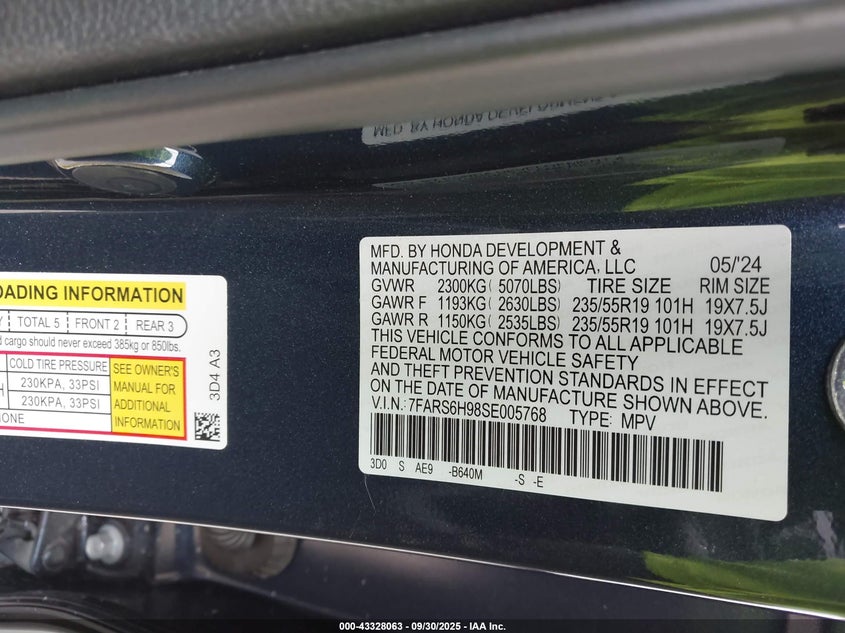 MFD. BY HONDA DEVELOPMENT &
MANUFACTURING OF AMERICA, LLC 05/'24
GVWR 2300KG( 5070LBS) TIRE SIZE RIM SIZE
GAWR F 1193KG( 2630LBS) 235/55R19 101H 19X7.5J
GAWR R 1150KG( 2535LBS) 235/55R19 101H 19X7.5J
THIS VEHICLE CONFORMS TO ALL APPLICABLE
FEDERAL MOTOR VEHICLE SAFETY
AND THEFT PREVENTION STANDARDS IN EFFECT
ON THE DATE OF MANUFACTURE SHOWN ABOVE.
V.I.N.: 7FARS6H98SE005768 TYPE: MPV
3D0 S AE9 -B640M -S -E
OADING INFORMATION
Y TOTAL 5 FRONT 2 REAR 3
d cargo should never exceed 385kg or 850lbs.
COLD TIRE PRESSURE
H 230KPA, 33PSI
230KPA, 33PSI
ONE
SEE OWNER'S
MANUAL FOR
ADDITIONAL
INFORMATION
3D4 A3
000-43328063 - 09/30/2025 - IAA Inc.